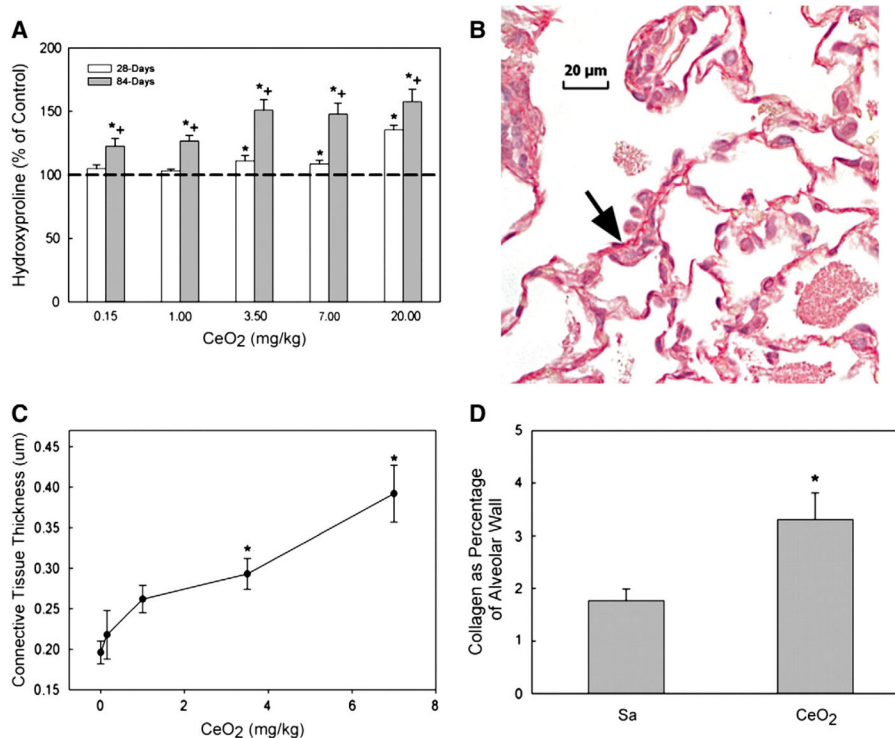 A
Hydroxyproline (% of Control)
200
150
100
50
0
28-Days
84-Days
*+
*+
*
*+
*
*+
*
*+
0.15 1.00 3.50 7.00 20.00
CeO2 (mg/kg)
B
20 µm
C
Connective Tissue Thickness (um)
0.45
0.40
0.35
0.30
0.25
0.20
0.15
*
*
0 2 4 6 8
CeO2 (mg/kg)
D
Collagen as Percentage
of Alveolar Wall
5
4
3
2
1
0
*
Sa CeO2